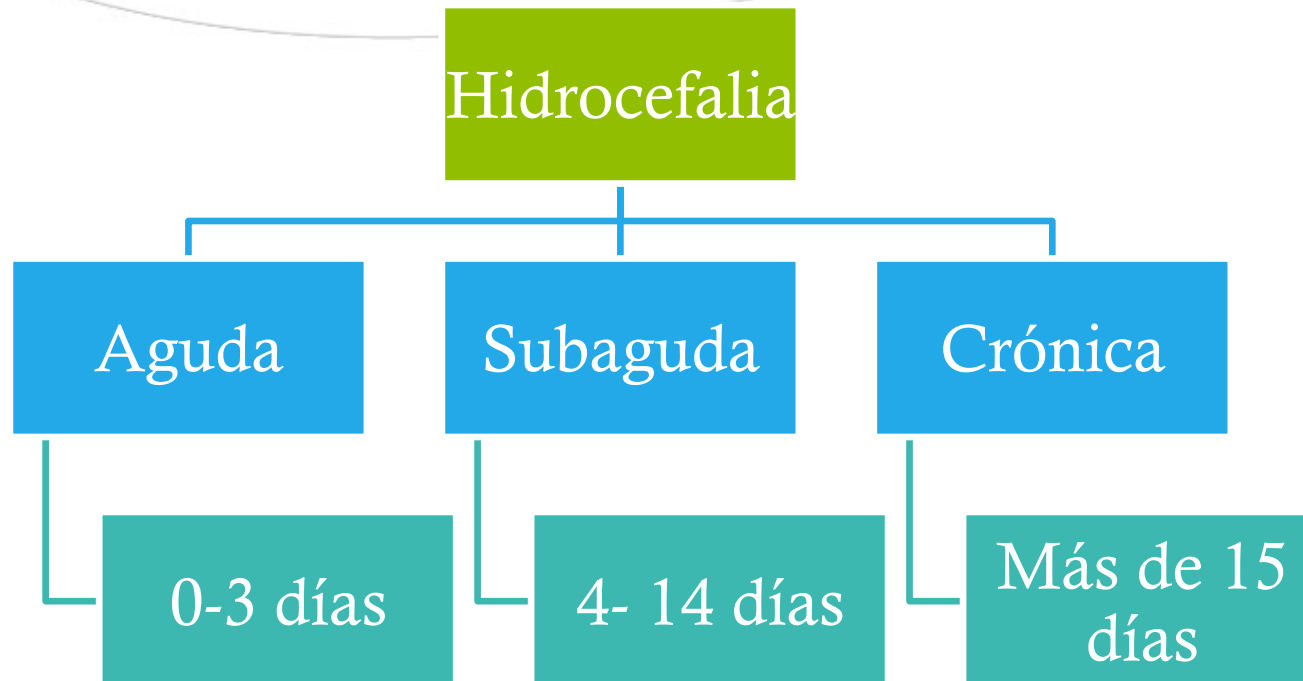 Hidrocefalia
Aguda
Subaguda
Crónica
0-3 días
4- 14 días
Más de 15
días